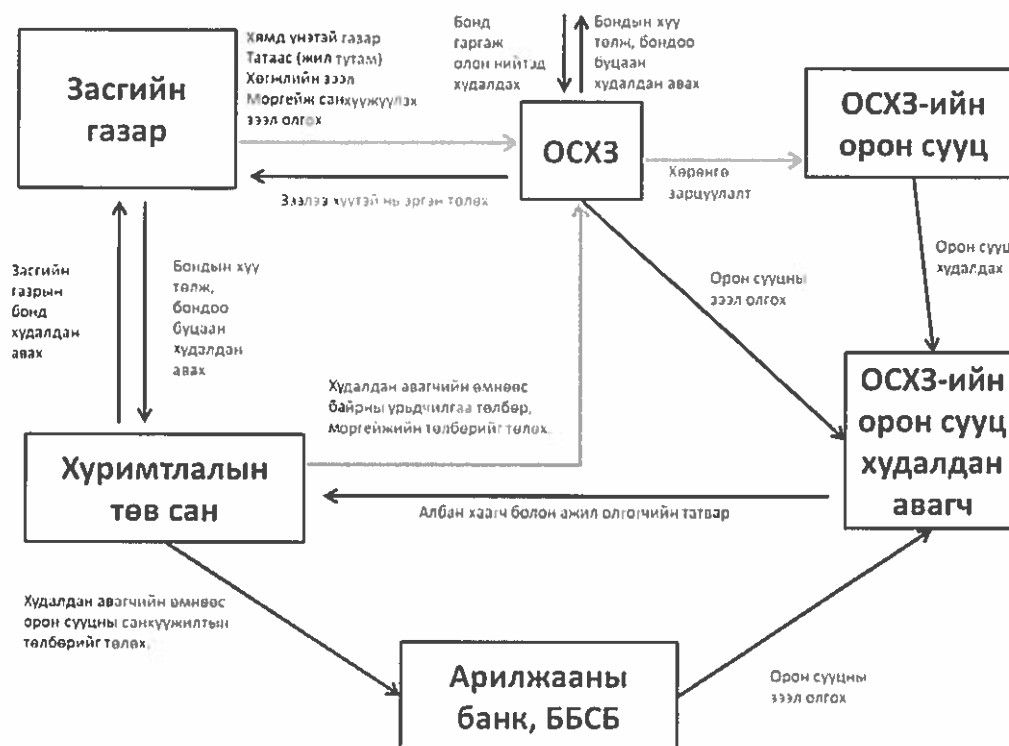 Засгийн
газар
Хямд үнэтэй газар
Татаас (жил тутам)
Хөгжлийн зээл
Моргейж санхүүжүүлэх
зээл олгох
Бонд
гаргаж
олон нийтэд
худалдах
Бондын хүү
төлж, бондоо
буцаан
худалдан авах
ОСХЗ
ОСХЗ-ийн
орон сууц
Хөрөнгө
зарцуулалт
Зээлээ хүүтэй нь эргэн төлөх
Засгийн
газрын
бонд
худалдан
авах
Бондын хүү
төлж,
бондоо
буцаан
худалдан
авах
Орон сууцны
зээл олгох
Орон сууц
худалдах
Худалдан авагчийн өмнөөс
байрны урьдчилгаа төлбөр,
Моргейжийн төлбөрийг төлөх.
ОСХЗ-ийн
орон сууц
худалдан
авагч
Хуримтлалын
төв сан
Албан хаагч болон ажил олгогчийн татвар
Худалдан авагчийн өмнөөс
орон сууцны санхүүжилтын
төлбөрийг төлөх.
Арилжааны
банк, ББСБ
Орон сууцны
зээл олгох